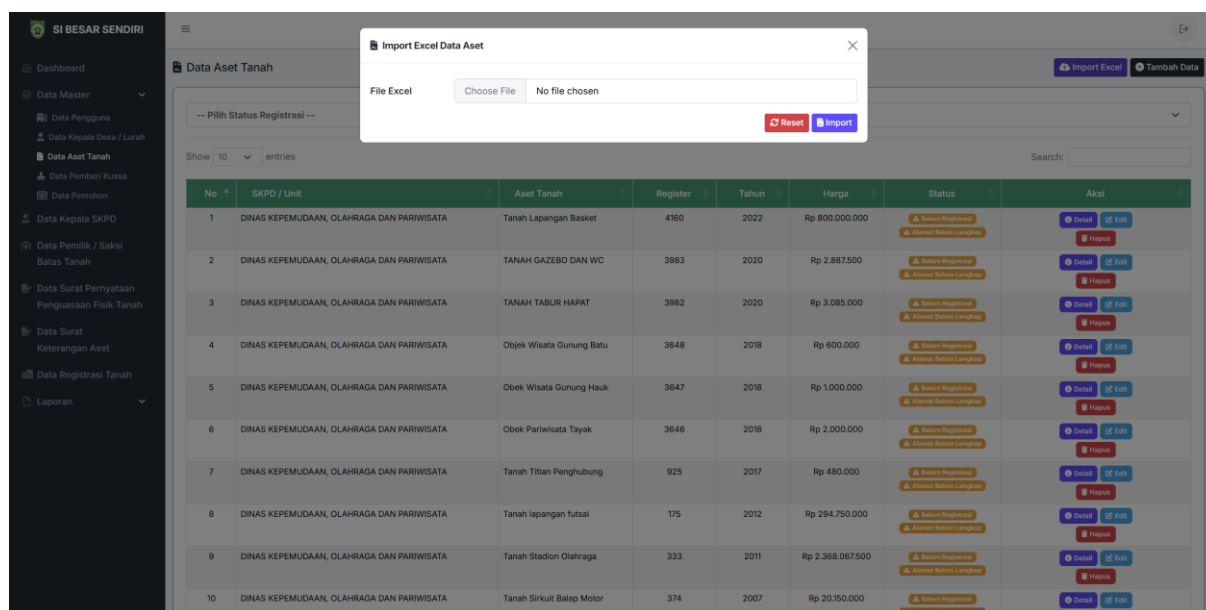 SI BESAR SENDIRI
Dashboard
Data Master
Data Pengguna
Data Kepala Desa / Lurah
Data Aset Tanah
Data Pemberi Kuasa
Data Pemohon
Data Kepala SKPD
Data Pemilik / Saksi
Batas Tanah
Data Surat Pernyataan
Penguasaan Fisik Tanah
Data Surat
Keterangan Aset
Data Registrasi Tanah
Laporan
Import Excel Data Aset
File Excel Choose File No file chosen
Reset Import
Data Aset Tanah
Import Excel Tambah Data
-- Pilih Status Registrasi --
Show 10 entries Search:
No SKPD / Unit Aset Tanah Register Tahun Harga Status Aksi
1 DINAS KEPEMUDAAN, OLAHRAGA DAN PARIWISATA Tanah Lapangan Basket 4160 2022 Rp 800.000.000 Belum Registrasi Detail Edit
Alamat Belum Lengkap Hapus
2 DINAS KEPEMUDAAN, OLAHRAGA DAN PARIWISATA TANAH GAZEBO DAN WC 3983 2020 Rp 2.887.500 Belum Registrasi Detail Edit
Alamat Belum Lengkap Hapus
3 DINAS KEPEMUDAAN, OLAHRAGA DAN PARIWISATA TANAH TABUR HAPAT 3982 2020 Rp 3.085.000 Belum Registrasi Detail Edit
Alamat Belum Lengkap Hapus
4 DINAS KEPEMUDAAN, OLAHRAGA DAN PARIWISATA Objek Wisata Gunung Batu 3648 2018 Rp 600.000 Belum Registrasi Detail Edit
Alamat Belum Lengkap Hapus
5 DINAS KEPEMUDAAN, OLAHRAGA DAN PARIWISATA Obek Wisata Gunung Hauk 3647 2018 Rp 1.000.000 Belum Registrasi Detail Edit
Alamat Belum Lengkap Hapus
6 DINAS KEPEMUDAAN, OLAHRAGA DAN PARIWISATA Obek Pariwisata Tayak 3646 2018 Rp 2.000.000 Belum Registrasi Detail Edit
Alamat Belum Lengkap Hapus
7 DINAS KEPEMUDAAN, OLAHRAGA DAN PARIWISATA Tanah Titian Penghubung 925 2017 Rp 480.000 Belum Registrasi Detail Edit
Alamat Belum Lengkap Hapus
8 DINAS KEPEMUDAAN, OLAHRAGA DAN PARIWISATA Tanah lapangan futsal 175 2012 Rp 294.750.000 Belum Registrasi Detail Edit
Alamat Belum Lengkap Hapus
9 DINAS KEPEMUDAAN, OLAHRAGA DAN PARIWISATA Tanah Stadion Olahraga 333 2011 Rp 2.368.067.500 Belum Registrasi Detail Edit
Alamat Belum Lengkap Hapus
10 DINAS KEPEMUDAAN, OLAHRAGA DAN PARIWISATA Tanah Sirkuit Balap Motor 374 2007 Rp 20.150.000 Belum Registrasi Detail Edit